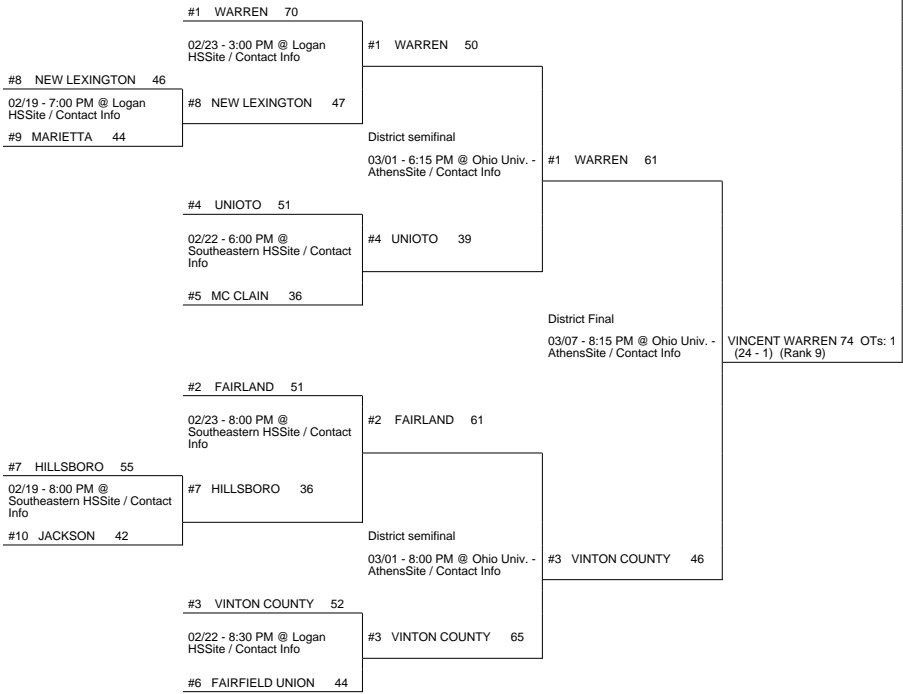 #1 WARREN 70
02/23 - 3:00 PM @ Logan
HSSite / Contact Info
#1 WARREN 50
#8 NEW LEXINGTON 46
02/19 - 7:00 PM @ Logan
HSSite / Contact Info
#8 NEW LEXINGTON 47
#9 MARIETTA 44
District semifinal
03/01 - 6:15 PM @ Ohio Univ. -
AthensSite / Contact Info
#1 WARREN 61
#4 UNIOTO 51
02/22 - 6:00 PM @
Southeastern HSSite / Contact
Info
#4 UNIOTO 39
#5 MC CLAIN 36
District Final
03/07 - 8:15 PM @ Ohio Univ. -
AthensSite / Contact Info
VINCENT WARREN 74 OTs: 1
(24 - 1) (Rank 9)
#2 FAIRLAND 51
02/23 - 8:00 PM @
Southeastern HSSite / Contact
Info
#2 FAIRLAND 61
#7 HILLSBORO 55
02/19 - 8:00 PM @
Southeastern HSSite / Contact
Info
#7 HILLSBORO 36
#10 JACKSON 42
District semifinal
03/01 - 8:00 PM @ Ohio Univ. -
AthensSite / Contact Info
#3 VINTON COUNTY 46
#3 VINTON COUNTY 52
02/22 - 8:30 PM @ Logan
HSSite / Contact Info
#3 VINTON COUNTY 65
#6 FAIRFIELD UNION 44